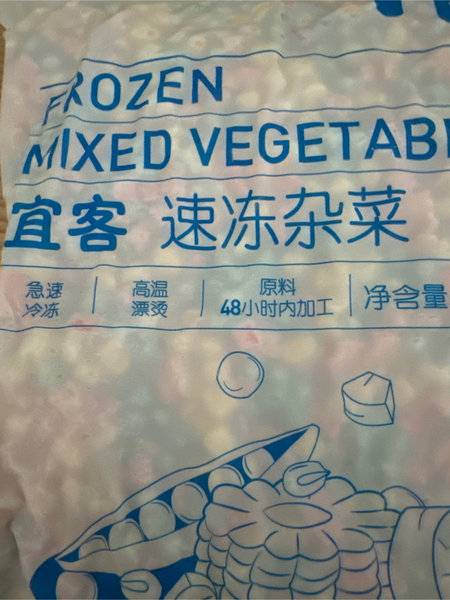 FROZEN
MIXED VEGETAB
宜客 速冻杂菜
急速 高温 原料 净含量
冷冻 漂烫 48小时内加工